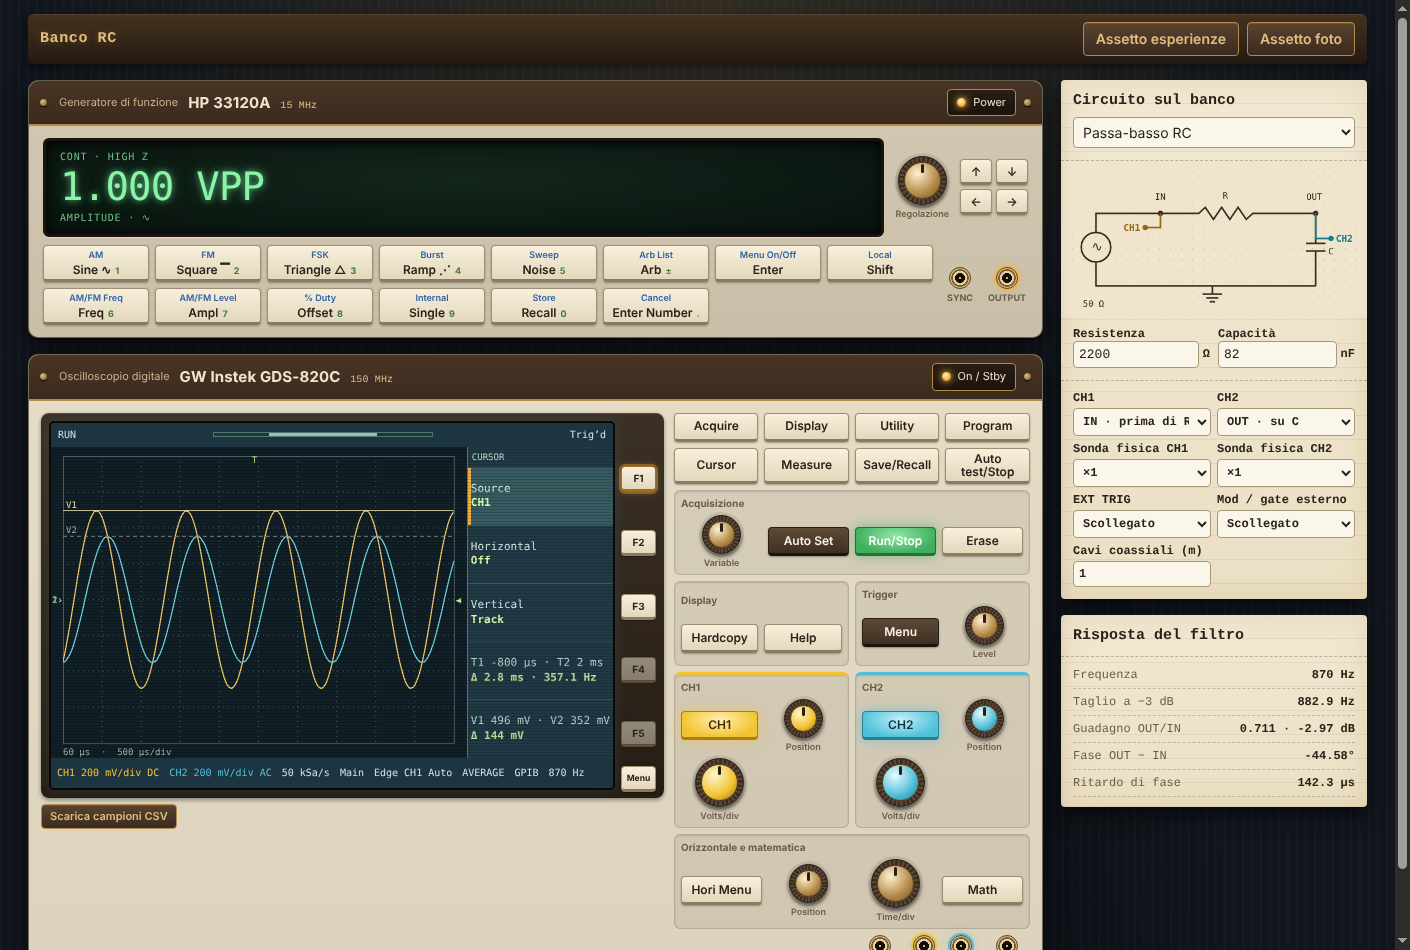 Banco RC
Assetto esperienze
Assetto foto
Generatore di funzione HP 33120A 15 MHz
Power
CONT · HIGH Z
1.000 VPP
AMPLITUDE · ∿
Regolazione
↑ ↓
← →
AM
Sine ∿ 1
FM
Square ▔ 2
FSK
Triangle △ 3
Burst
Ramp ⋰ 4
Sweep
Noise 5
Arb List
Arb ±
Menu On/Off
Enter
Local
Shift
AM/FM Freq
Freq 6
AM/FM Level
Ampl 7
% Duty
Offset 8
Internal
Single 9
Store
Recall 0
Cancel
Enter Number .
SYNC
OUTPUT
Oscilloscopio digitale GW Instek GDS-820C 150 MHz
On / Stby
RUN
Trig'd
T
V1
V2
2›
◄
60 µs · 500 µs/div
CURSOR
Source
CH1
Horizontal
Off
Vertical
Track
T1 -800 µs · T2 2 ms
Δ 2.8 ms · 357.1 Hz
V1 496 mV · V2 352 mV
Δ 144 mV
CH1 200 mV/div DC CH2 200 mV/div AC 50 kSa/s Main Edge CH1 Auto AVERAGE GPIB 870 Hz
F1
F2
F3
F4
F5
Menu
Scarica campioni CSV
Acquire
Display
Utility
Program
Cursor
Measure
Save/Recall
Auto
test/Stop
Acquisizione
Variable
Auto Set
Run/Stop
Erase
Display
Hardcopy
Help
Trigger
Menu
Level
CH1
CH1
Position
Volts/div
CH2
CH2
Position
Volts/div
Orizzontale e matematica
Hori Menu
Position
Time/div
Math
Circuito sul banco
Passa-basso RC
IN
R
OUT
CH1
CH2
∿
C
50 Ω
Resistenza
2200 Ω
Capacità
82 nF
CH1
IN · prima di R
CH2
OUT · su C
Sonda fisica CH1
×1
Sonda fisica CH2
×1
EXT TRIG
Scollegato
Mod / gate esterno
Scollegato
Cavi coassiali (m)
1
Risposta del filtro
Frequenza 870 Hz
Taglio a −3 dB 882.9 Hz
Guadagno OUT/IN 0.711 · -2.97 dB
Fase OUT − IN -44.58°
Ritardo di fase 142.3 µs